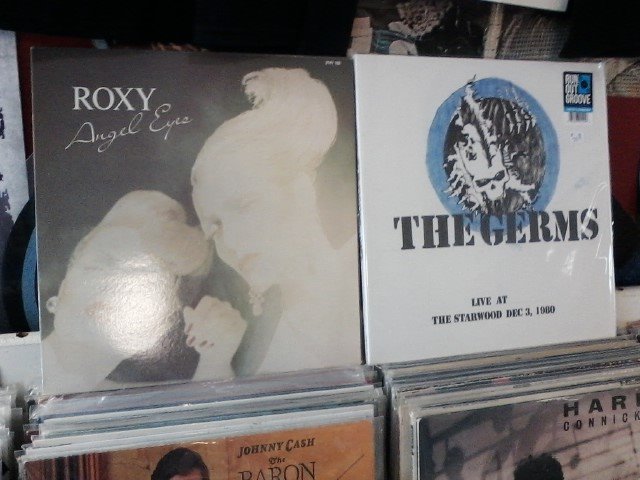 ROXY
Angel Eyes
RUN
OUT
GROOVE
THE GERMS
LIVE AT
THE STARWOOD DEC 3, 1980
JOHNNY CASH
The
BARON
HARR
CONNICK